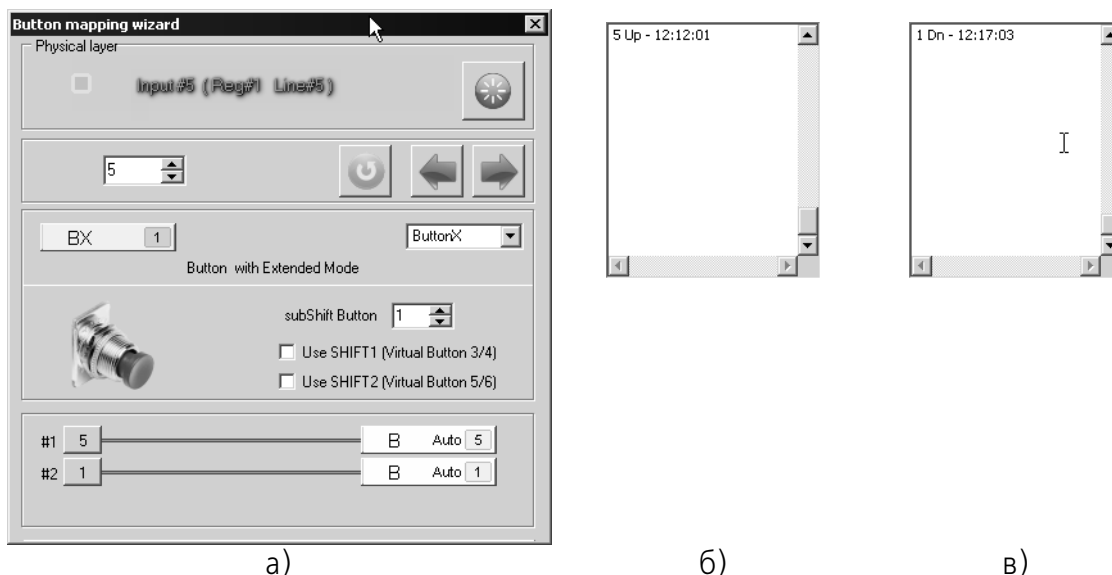 Button mapping wizard
Physical layer
Input #5 (Reg#1 Line#5)
5
BX 1
ButtonX
Button with Extended Mode
subShift Button 1
Use SHIFT1 (Virtual Button 3/4)
Use SHIFT2 (Virtual Button 5/6)
#1 5 B Auto 5
#2 1 B Auto 1
а)
5 Up - 12:12:01
б)
1 Dn - 12:17:03
в)